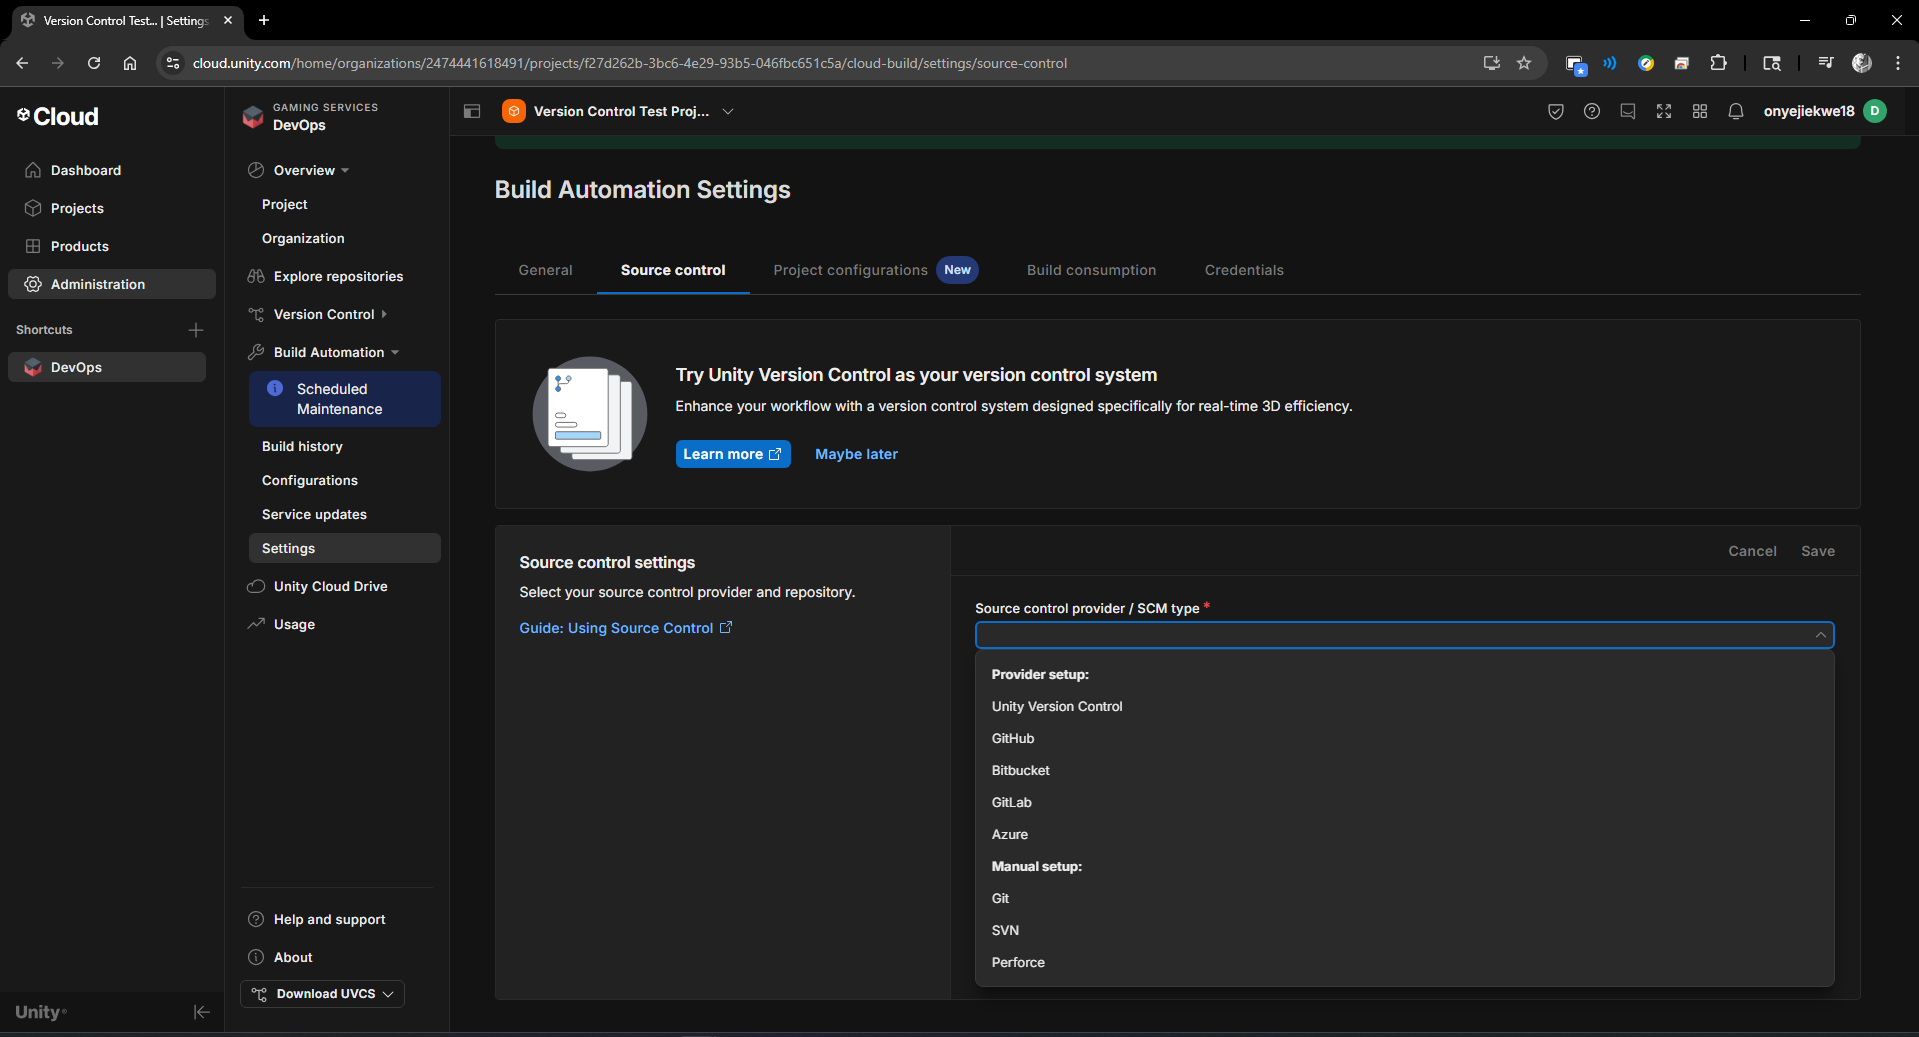 Version Control Test... | Settings
cloud.unity.com/home/organizations/2474441618491/projects/f27d262b-3bc6-4e29-93b5-046fbc651c5a/cloud-build/settings/source-control
Cloud
Dashboard
Projects
Products
Administration
Shortcuts
DevOps
Unity
GAMING SERVICES
DevOps
Overview
Project
Organization
Explore repositories
Version Control
Build Automation
Scheduled
Maintenance
Build history
Configurations
Service updates
Settings
Unity Cloud Drive
Usage
Help and support
About
Download UVCS
Version Control Test Proj...
onyejiekwe18
D
Build Automation Settings
General
Source control
Project configurations New
Build consumption
Credentials
Try Unity Version Control as your version control system
Enhance your workflow with a version control system designed specifically for real-time 3D efficiency.
Learn more
Maybe later
Source control settings
Select your source control provider and repository.
Guide: Using Source Control
Cancel
Save
Source control provider / SCM type *
Provider setup:
Unity Version Control
GitHub
Bitbucket
GitLab
Azure
Manual setup:
Git
SVN
Perforce